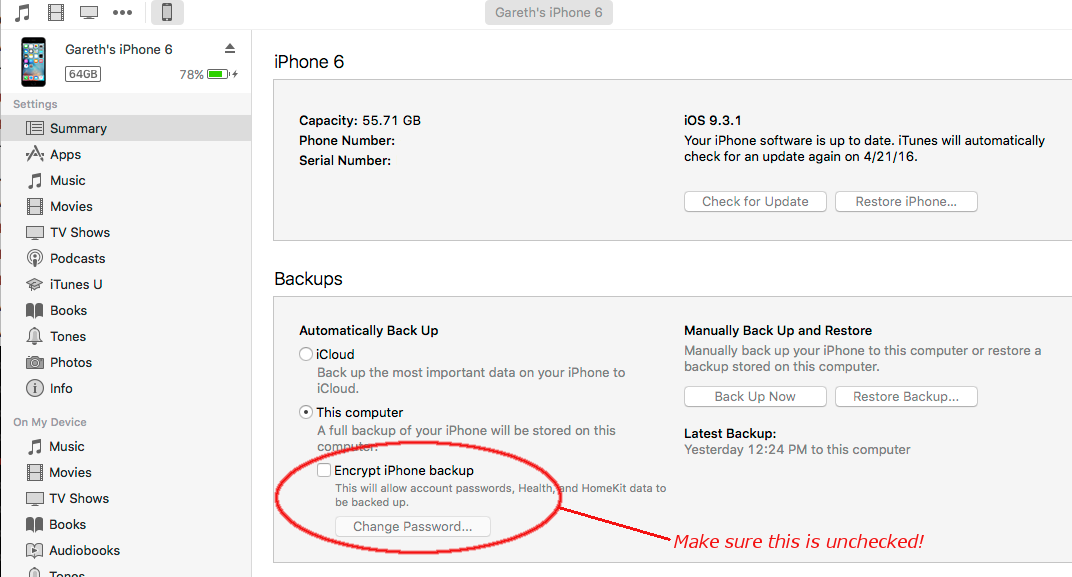 Gareth's iPhone 6
Gareth's iPhone 6
64GB
78%
Settings
Summary
Apps
Music
Movies
TV Shows
Podcasts
iTunes U
Books
Tones
Photos
Info
On My Device
Music
Movies
TV Shows
Books
Audiobooks
Tones
iPhone 6
Capacity: 55.71 GB
Phone Number:
Serial Number:
iOS 9.3.1
Your iPhone software is up to date. iTunes will automatically
check for an update again on 4/21/16.
Check for Update
Restore iPhone...
Backups
Automatically Back Up
iCloud
Back up the most important data on your iPhone to
iCloud.
This computer
A full backup of your iPhone will be stored on this
computer.
Encrypt iPhone backup
This will allow account passwords, Health, and HomeKit data to
be backed up.
Change Password...
Manually Back Up and Restore
Manually back up your iPhone to this computer or restore a
backup stored on this computer.
Back Up Now
Restore Backup...
Latest Backup:
Yesterday 12:24 PM to this computer
Make sure this is unchecked!